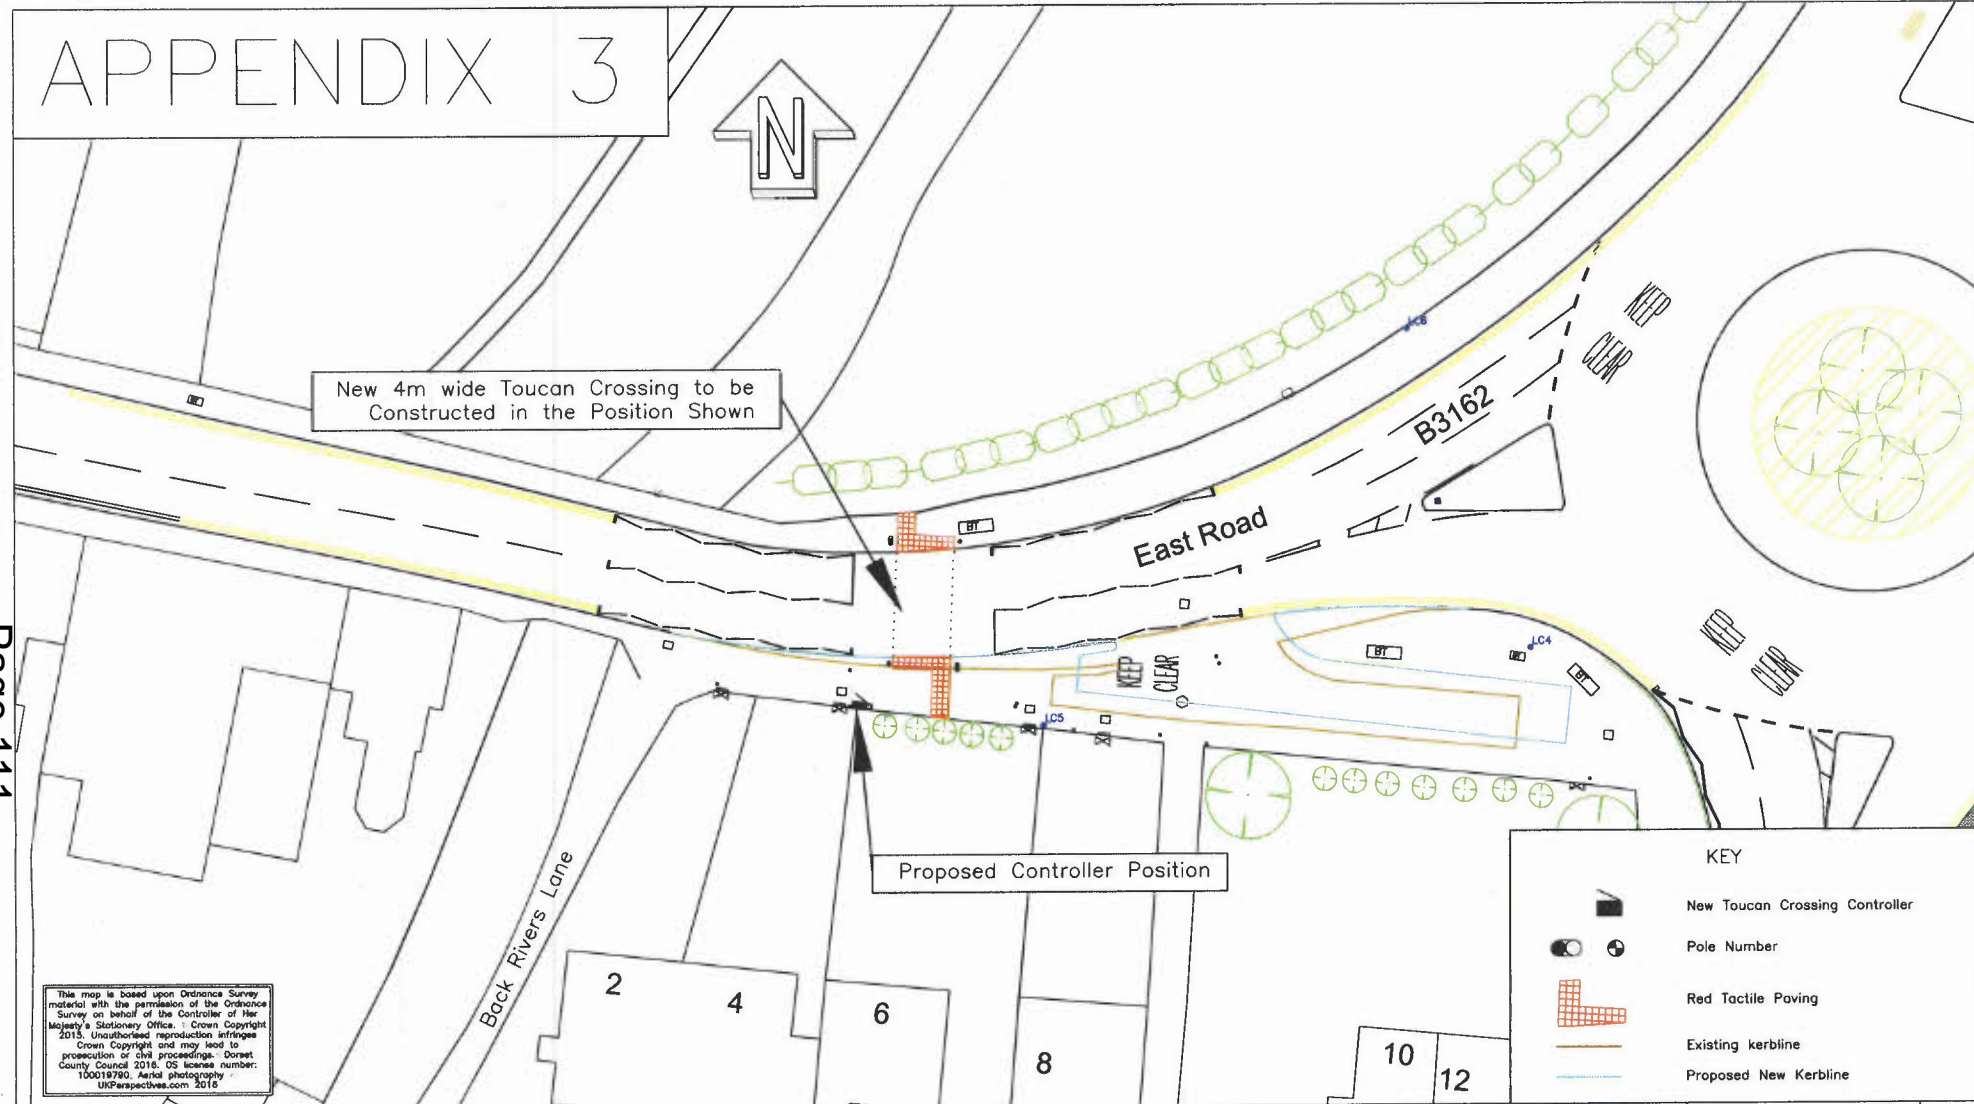 APPENDIX 3
N
New 4m wide Toucan Crossing to be
Constructed in the Position Shown
LC6
KEEP
CLEAR
B3162
East Road
BT
KEEP
CLEAR
BT
LC4
BT
KEEP
CLEAR
LC5
Page 111
Proposed Controller Position
Back Rivers Lane
2
4
6
8
10
12
KEY
New Toucan Crossing Controller
Pole Number
Red Tactile Paving
Existing kerbline
Proposed New Kerbline
This map is based upon Ordnance Survey
material with the permission of the Ordnance
Survey on behalf of the Controller of Her
Majesty's Stationery Office. Crown Copyright
2015. Unauthorised reproduction infringes
Crown Copyright and may lead to
prosecution or civil proceedings. Dorset
County Council 2016. OS license number:
100019790. Aerial photography
UKPerspectives.com 2016